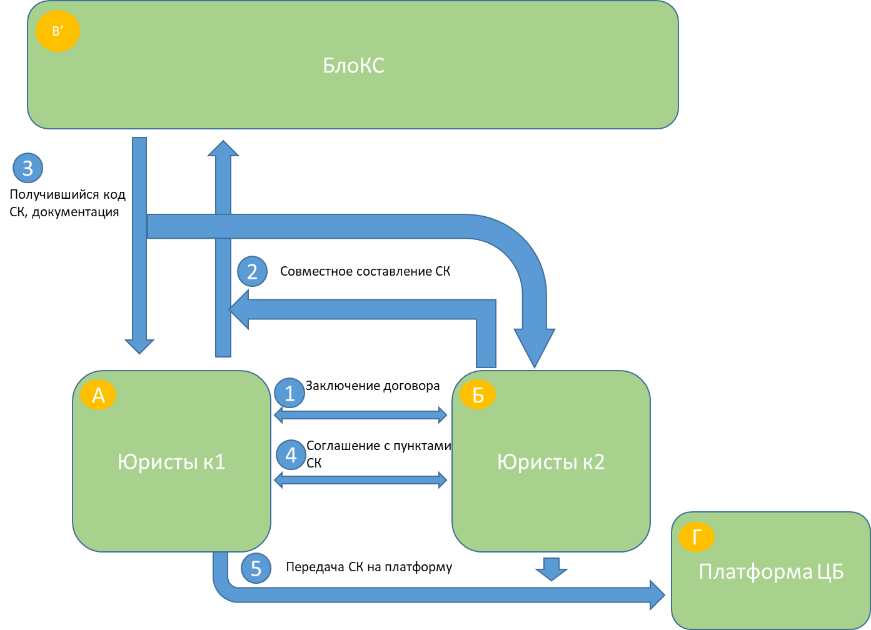 В’
БлоКС
3
Получившийся код
СК, документация
2
Совместное составление СК
А
Юристы к1
1
Заключение договора
4
Соглашение с пунктами
СК
Б
Юристы к2
5
Передача СК на платформу
Г
Платформа ЦБ